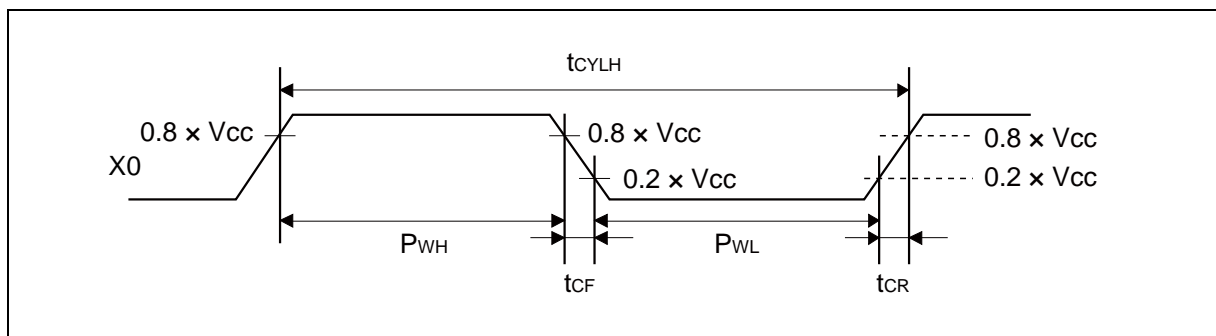 tCYLH
0.8 × Vcc
0.8 × Vcc
0.8 × Vcc
X0
0.2 × Vcc
0.2 × Vcc
PWH
PWL
tCF
tCR